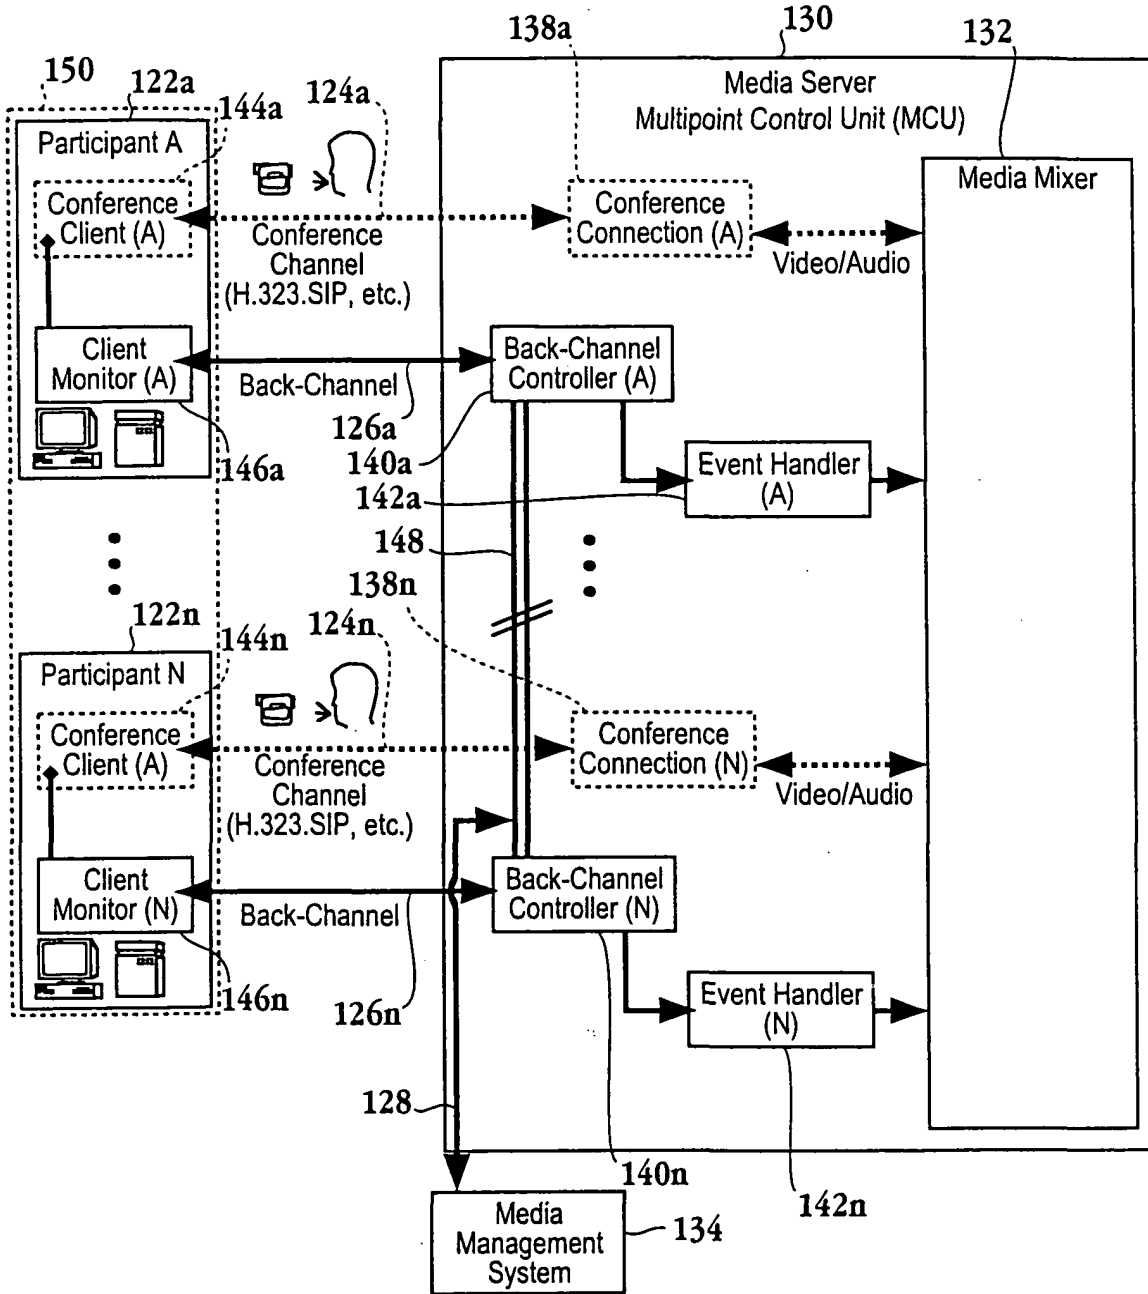 138a
130
132
150
122a
144a
124a
Media Server
Multipoint Control Unit (MCU)
Participant A
Media Mixer
Conference
Client (A)
Conference
Channel
(H.323.SIP, etc.)
Conference
Connection (A)
Video/Audio
Client
Monitor (A)
Back-Channel
Back-Channel
Controller (A)
126a
140a
146a
142a
Event Handler
(A)
148
138n
122n
144n
124n
Participant N
Conference
Client (A)
Conference
Channel
(H.323.SIP, etc.)
Conference
Connection (N)
Video/Audio
Client
Monitor (N)
Back-Channel
Back-Channel
Controller (N)
146n
126n
Event Handler
(N)
128
140n
142n
Media
Management
System
134